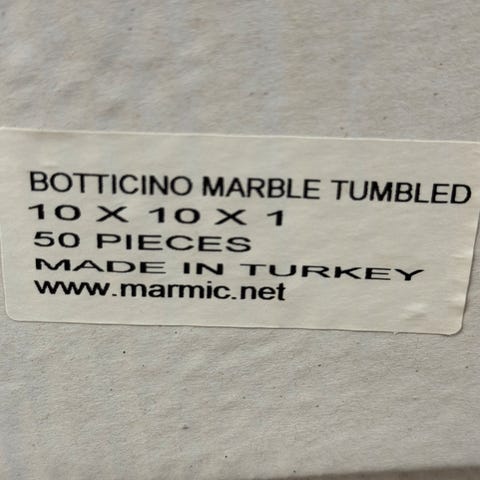 BOTTICINO MARBLE TUMBLED
10 X 10 X 1
50 PIECES
MADE IN TURKEY
www.marmic.net